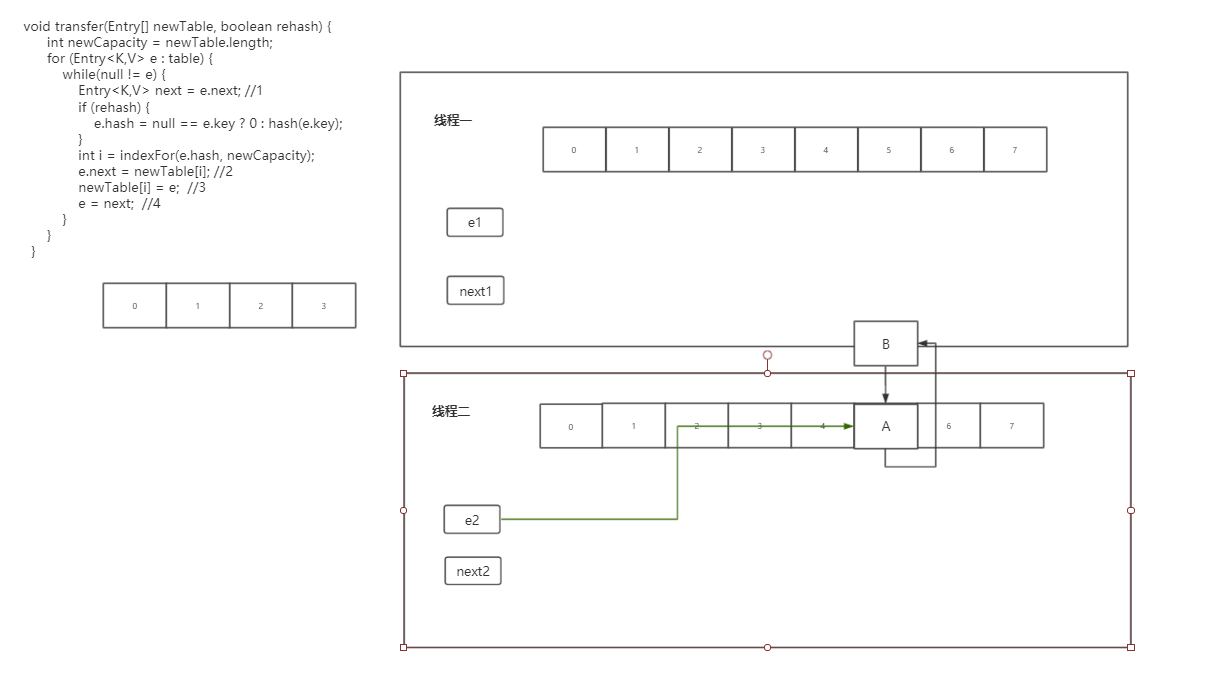 void transfer(Entry[] newTable, boolean rehash) {
int newCapacity = newTable.length;
for (Entry<K,V> e : table) {
while(null != e) {
Entry<K,V> next = e.next; //1
if (rehash) {
e.hash = null == e.key ? 0 : hash(e.key);
}
int i = indexFor(e.hash, newCapacity);
e.next = newTable[i]; //2
newTable[i] = e; //3
e = next; //4
}
}
}
0 1 2 3
线程一
0 1 2 3 4 5 6 7
e1
next1
B
线程二
0 1 2 3 4 A 6 7
e2
next2